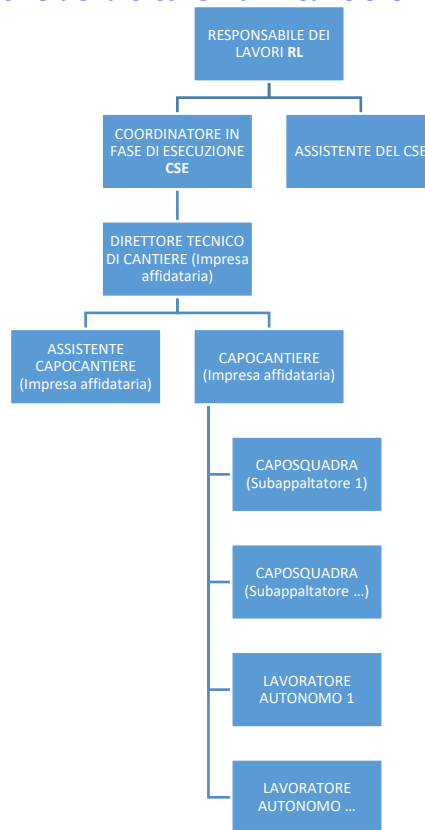 RESPONSABILE DEI
LAVORI RL
COORDINATORE IN
FASE DI ESECUZIONE
CSE
ASSISTENTE DEL CSE
DIRETTORE TECNICO
DI CANTIERE (Impresa
affidataria)
ASSISTENTE
CAPOCANTIERE
(Impresa affidataria)
CAPOCANTIERE
(Impresa affidataria)
CAPOSQUADRA
(Subappaltatore 1)
CAPOSQUADRA
(Subappaltatore …)
LAVORATORE
AUTONOMO 1
LAVORATORE
AUTONOMO …